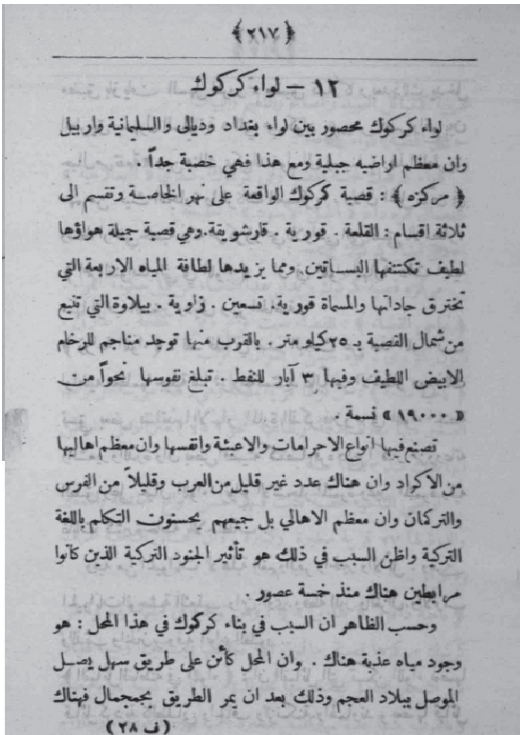 ﴿ ٢١٧ ﴾
١٢ – لواء كركوك
لواء كركوك محصور بين لواء بغداد وديالى والسليمانية واربيل
وان معظم اراضيه جبلية ومع هذا فهي خصبة جداً .
﴿ مركزه ﴾ : قصبة كركوك الواقعة على نهر الخاصة وتقسم الى
ثلاثة اقسام : القلعة . قورية . قارشويقة . وهي قصبة جميلة هواؤها
لطيف تكتنفها البساتين . ومما يزيدها لطافة المياه الاربعة التي
تخترق جاداتها والمسماة قورية . تسعين . زاوية . بيلاوة التي تنبع
من شمال القصبة بـ ٢٥ كيلو متر . بالقرب منها توجد مناجم للرخام
الابيض اللطيف وفيها ٣ آبار للنفط . تبلغ نفوسها نحواً من
« ١٩٠٠٠ » نسمة .
تصنع فيها انواع الاحرامات والاعبئة وانفسها وان معظم اهاليها
من الاكراد وان هناك عدد غير قليل من العرب وقليلاً من الفرس
والتركمان وان معظم الاهالي بل جميعهم يحسنون التكلم باللغة
التركية واظن السبب في ذلك هو تأثير الجنود التركية الذين كانوا
مرابطين هناك منذ خمسة عصور .
وحسب الظاهر ان السبب في بناء كركوك في هذا المحل : هو
وجود مياه عذبة هناك . وان المحل كائن على طريق سهل يصل
الموصل ببلاد العجم وذلك بعد ان يمر الطريق بجمجمال فهناك
( ف ٢٨ )